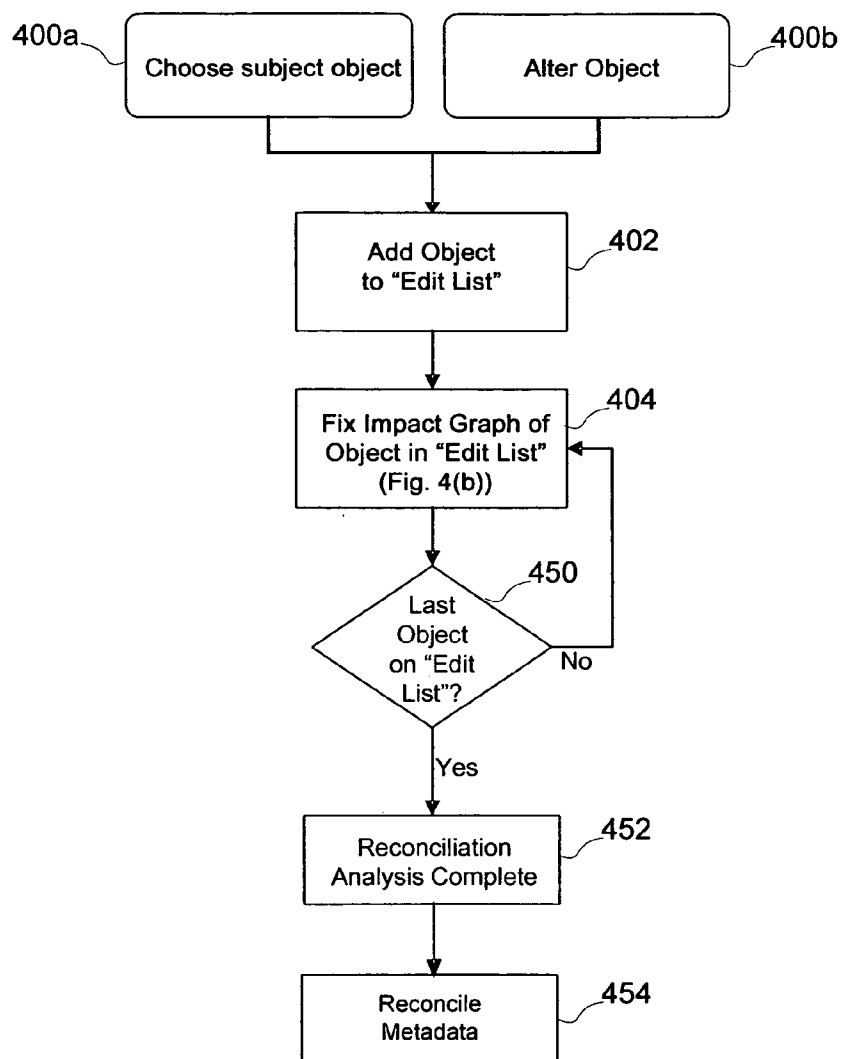 400a
Choose subject object
Alter Object
400b
Add Object
to “Edit List”
402
Fix Impact Graph of
Object in “Edit List”
(Fig. 4(b))
404
Last
Object
on “Edit
List”?
450
No
Yes
Reconciliation
Analysis Complete
452
Reconcile
Metadata
454